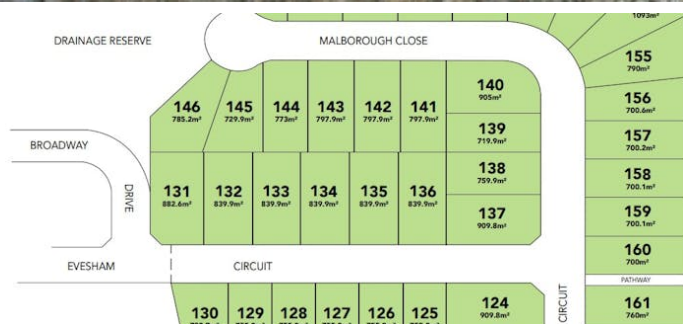 1093m²
DRAINAGE RESERVE
MALBOROUGH CLOSE
155
790m²
146
785.2m²
145
729.9m²
144
773m²
143
797.9m²
142
797.9m²
141
797.9m²
140
905m²
156
700.6m²
139
719.9m²
157
700.2m²
BROADWAY
DRIVE
131
882.6m²
132
839.9m²
133
839.9m²
134
839.9m²
135
839.9m²
136
839.9m²
138
759.9m²
158
700.1m²
137
909.8m²
159
700.1m²
160
700m²
EVESHAM
CIRCUIT
PATHWAY
CIRCUIT
130
129
128
127
126
125
124
909.8m²
161
760m²